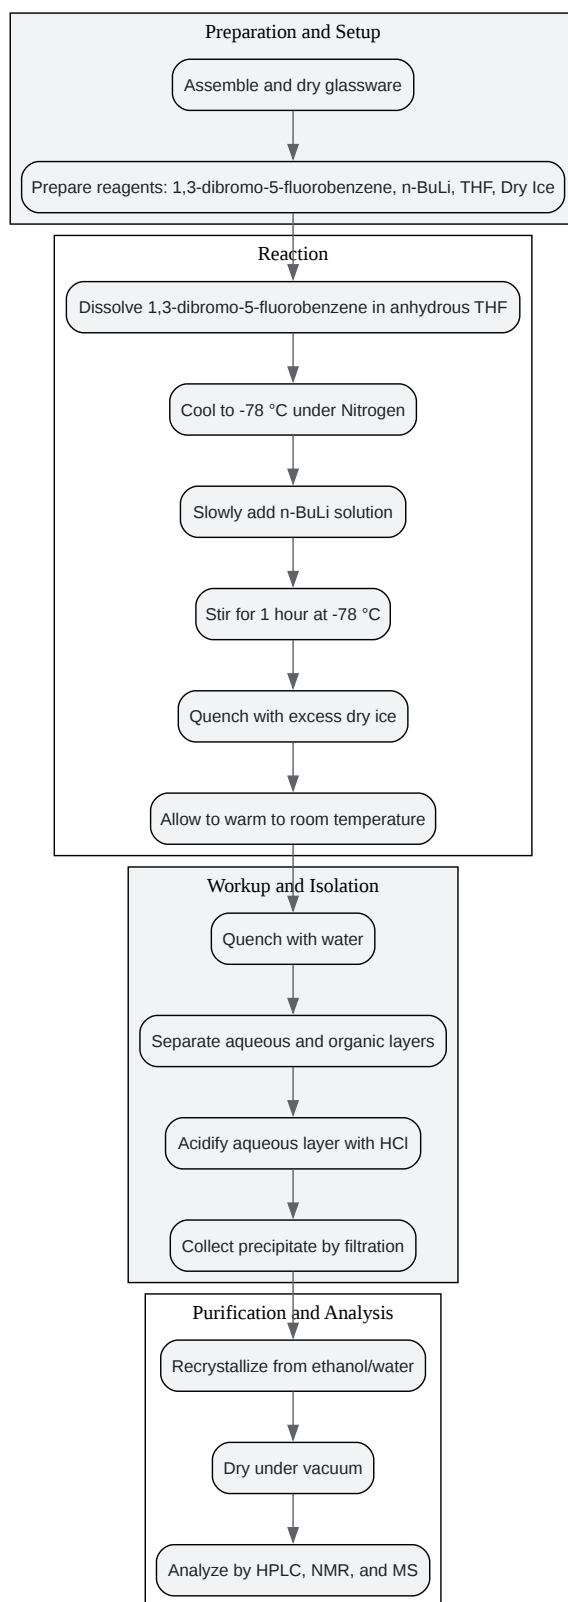 Preparation and Setup
Assemble and dry glassware
Prepare reagents: 1,3-dibromo-5-fluorobenzene, n-BuLi, THF, Dry Ice
Reaction
Dissolve 1,3-dibromo-5-fluorobenzene in anhydrous THF
Cool to -78 °C under Nitrogen
Slowly add n-BuLi solution
Stir for 1 hour at -78 °C
Quench with excess dry ice
Allow to warm to room temperature
Workup and Isolation
Quench with water
Separate aqueous and organic layers
Acidify aqueous layer with HCl
Collect precipitate by filtration
Purification and Analysis
Recrystallize from ethanol/water
Dry under vacuum
Analyze by HPLC, NMR, and MS